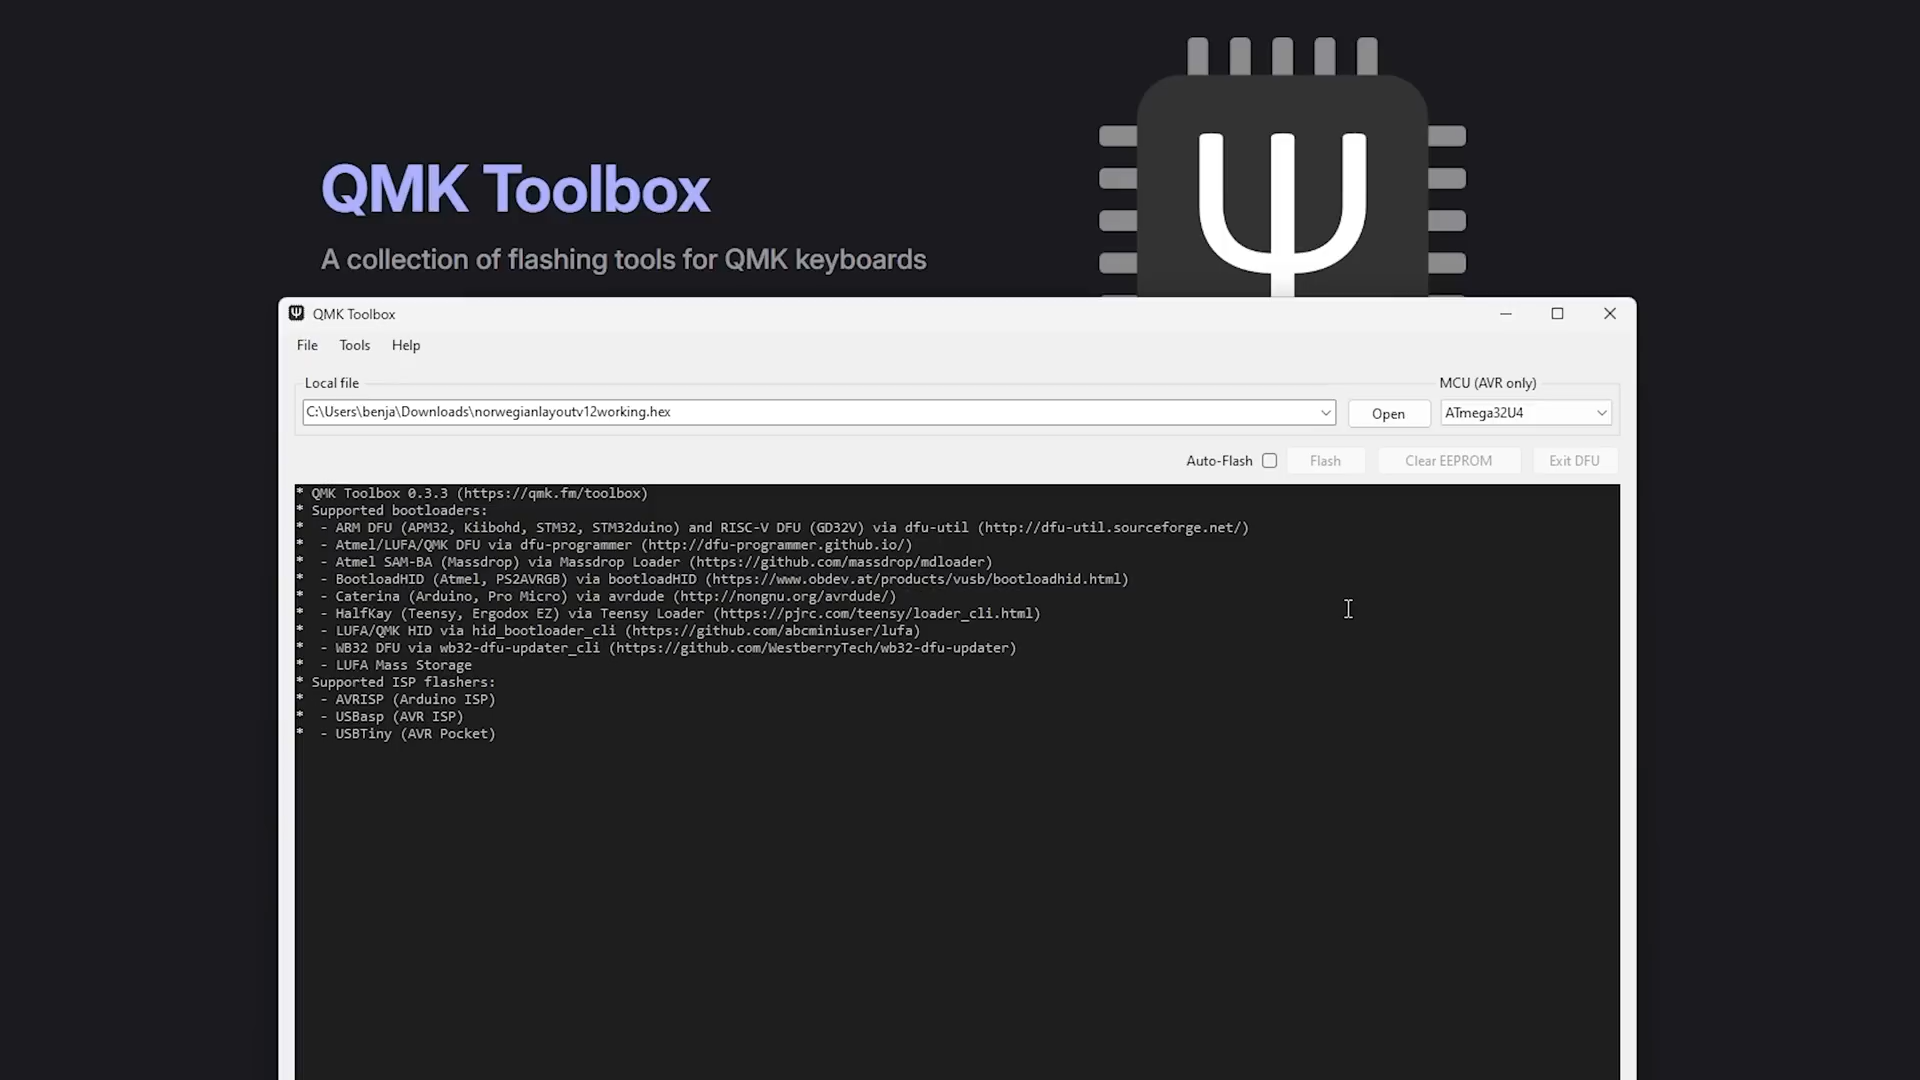 QMK Toolbox
A collection of flashing tools for QMK keyboards
QMK Toolbox
File Tools Help
Local file MCU (AVR only)
C:\Users\benja\Downloads\norwegianlayoutv12working.hex Open ATmega32U4
Auto-Flash Flash Clear EEPROM Exit DFU
* QMK Toolbox 0.3.3 (https://qmk.fm/toolbox)
* Supported bootloaders:
*  - ARM DFU (APM32, Kiibohd, STM32, STM32duino) and RISC-V DFU (GD32V) via dfu-util (http://dfu-util.sourceforge.net/)
*  - Atmel/LUFA/QMK DFU via dfu-programmer (http://dfu-programmer.github.io/)
*  - Atmel SAM-BA (Massdrop) via Massdrop Loader (https://github.com/massdrop/mdloader)
*  - BootloadHID (Atmel, PS2AVRGB) via bootloadHID (https://www.obdev.at/products/vusb/bootloadhid.html)
*  - Caterina (Arduino, Pro Micro) via avrdude (http://nongnu.org/avrdude/)
*  - HalfKay (Teensy, Ergodox EZ) via Teensy Loader (https://pjrc.com/teensy/loader_cli.html)
*  - LUFA/QMK HID via hid_bootloader_cli (https://github.com/abcminiuser/lufa)
*  - WB32 DFU via wb32-dfu-updater_cli (https://github.com/WestberryTech/wb32-dfu-updater)
*  - LUFA Mass Storage
* Supported ISP flashers:
*  - AVRISP (Arduino ISP)
*  - USBasp (AVR ISP)
*  - USBTiny (AVR Pocket)